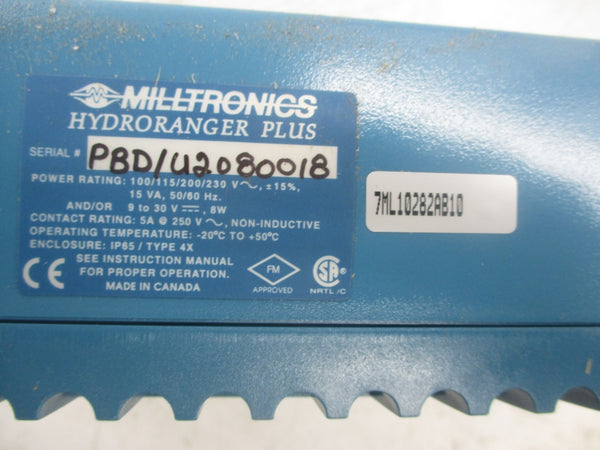 MILLTRONICS
HYDRORANGER PLUS
SERIAL # PBD/U2080018
POWER RATING: 100/115/200/230 V ~, ±15%,
15 VA, 50/60 Hz.
AND/OR 9 to 30 V ⎓, 8W
CONTACT RATING: 5A @ 250 V ~, NON-INDUCTIVE
OPERATING TEMPERATURE: -20°C TO +50°C
ENCLOSURE: IP65 / TYPE 4X
CE
SEE INSTRUCTION MANUAL
FOR PROPER OPERATION.
MADE IN CANADA
FM
APPROVED
SA
NRTL /C
7ML10282AB10